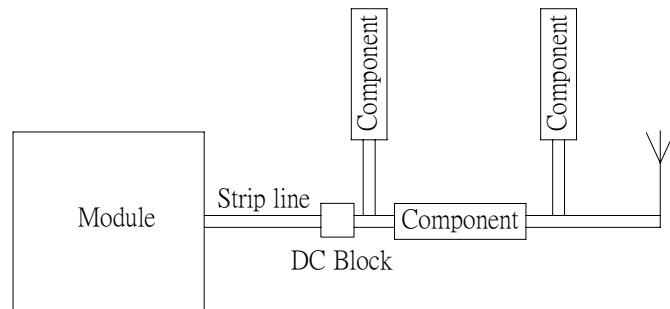 Component
Component
Strip line
Module
Component
DC Block